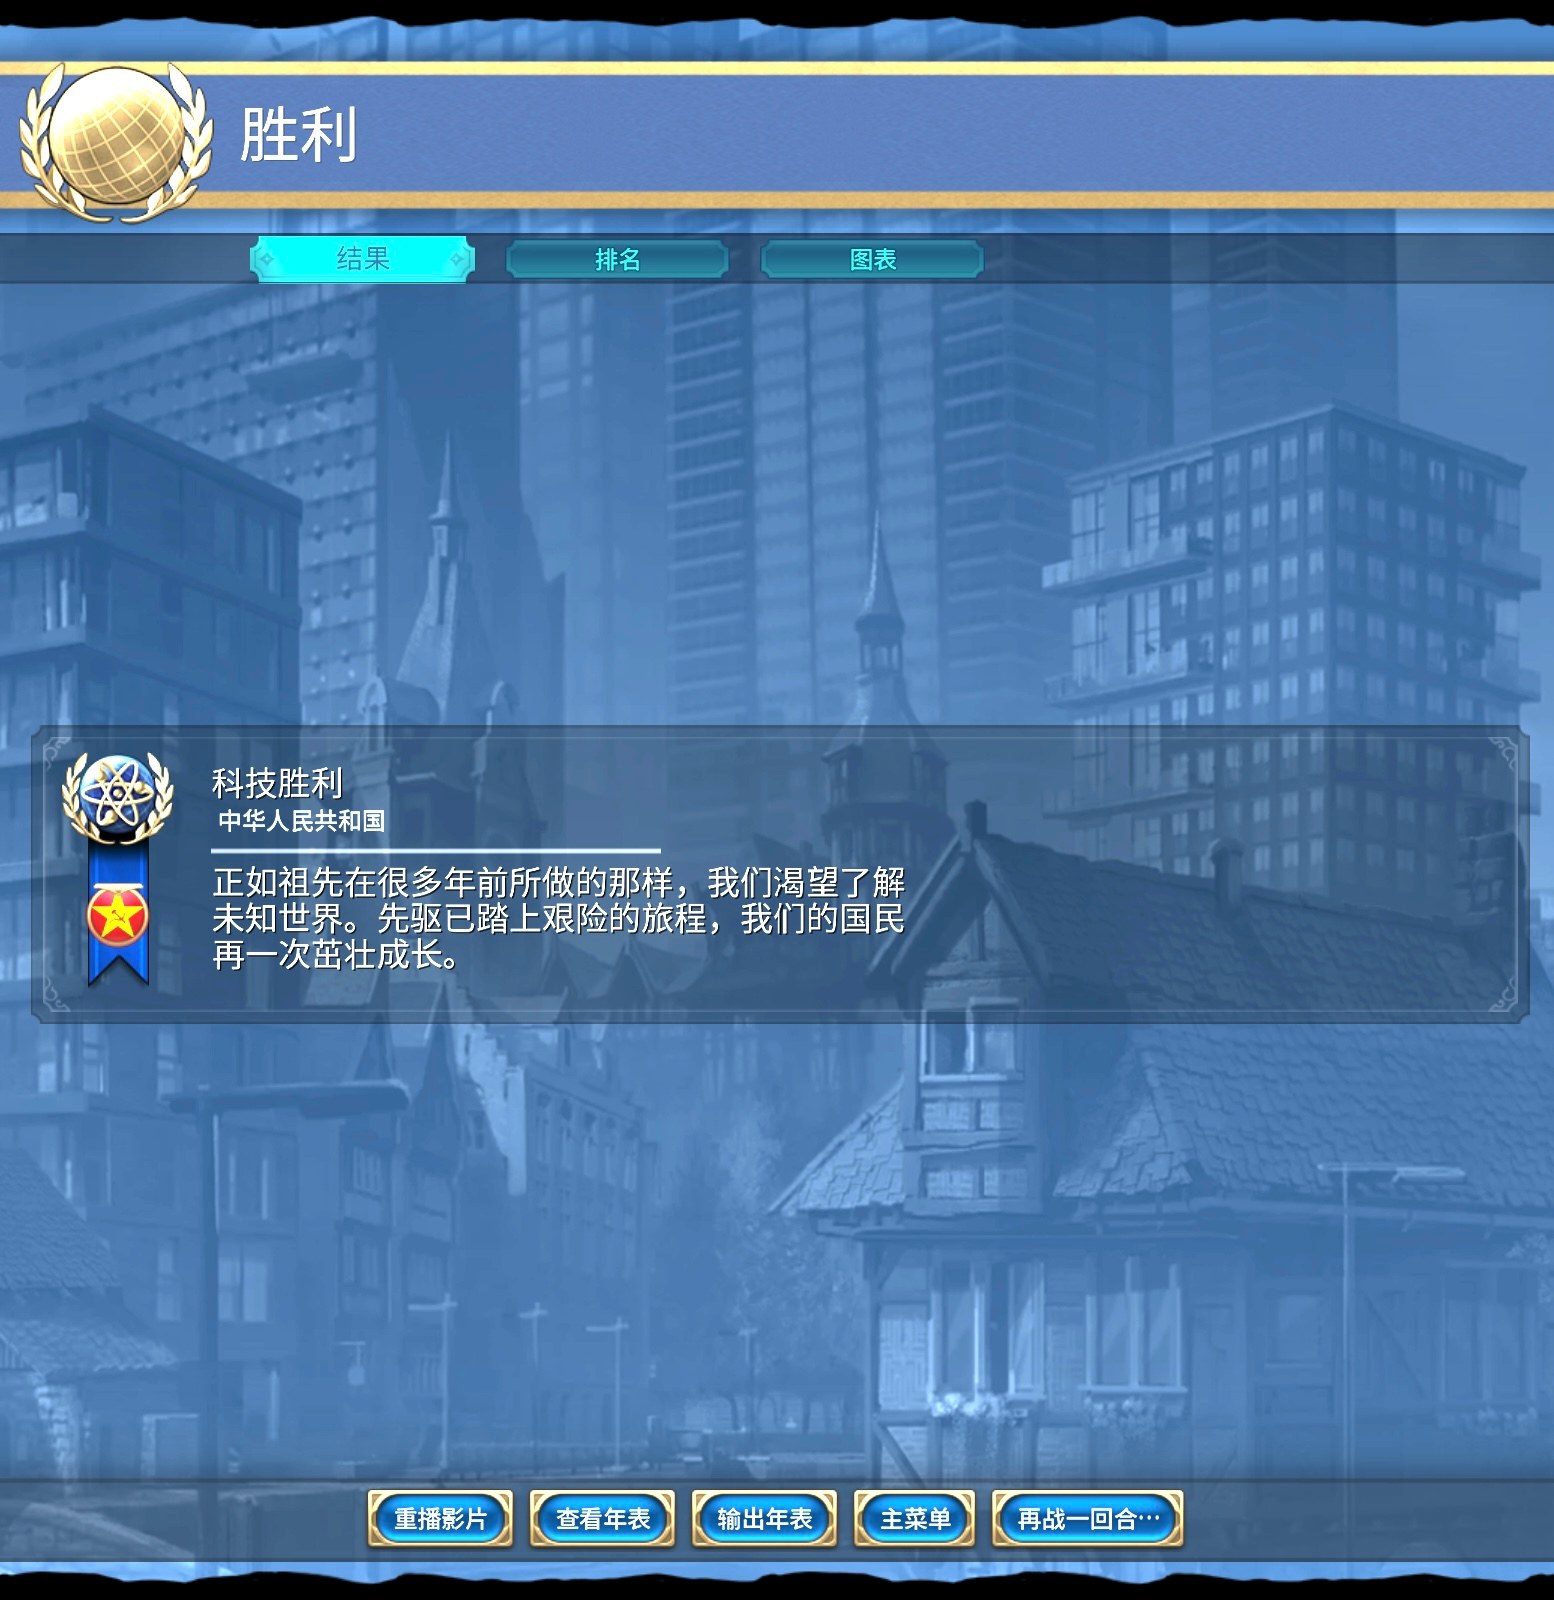 胜利
结果
排名
图表
科技胜利
中华人民共和国
正如祖先在很多年前所做的那样，我们渴望了解
未知世界。先驱已踏上艰险的旅程，我们的国民
再一次茁壮成长。
重播影片
查看年表
输出年表
主菜单
再战一回合…